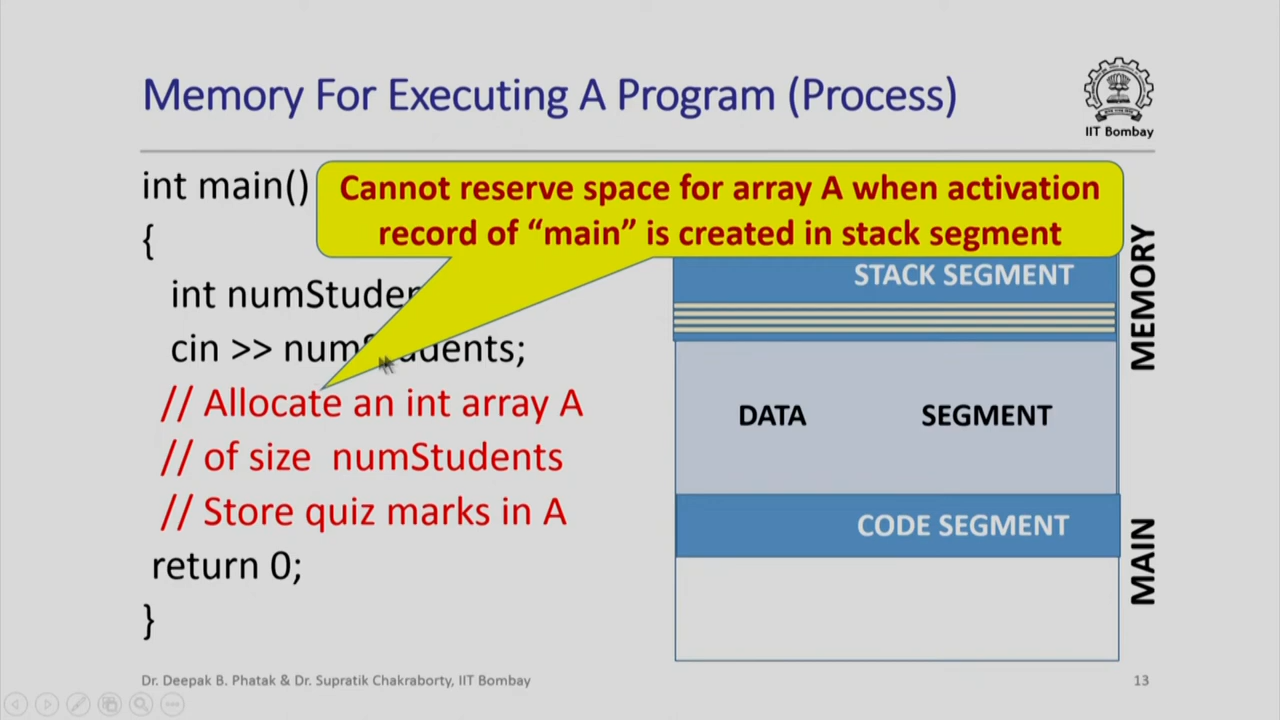 Memory For Executing A Program (Process)
IIT Bombay
int main()
Cannot reserve space for array A when activation
record of “main” is created in stack segment
{
int numStuden
cin >> numStudents;
// Allocate an int array A
// of size numStudents
// Store quiz marks in A
return 0;
}
STACK SEGMENT
DATA SEGMENT
CODE SEGMENT
MAIN MEMORY
Dr. Deepak B. Phatak & Dr. Supratik Chakraborty, IIT Bombay
13